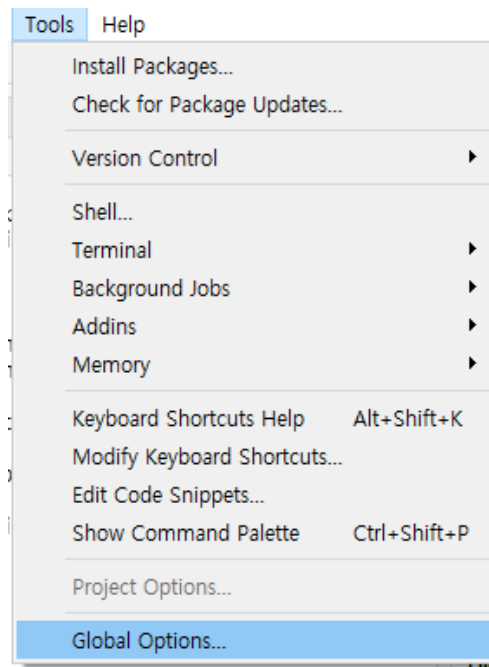 Tools Help
Install Packages...
Check for Package Updates...
Version Control
Shell...
Terminal
Background Jobs
Addins
Memory
Keyboard Shortcuts Help Alt+Shift+K
Modify Keyboard Shortcuts...
Edit Code Snippets...
Show Command Palette Ctrl+Shift+P
Project Options...
Global Options...